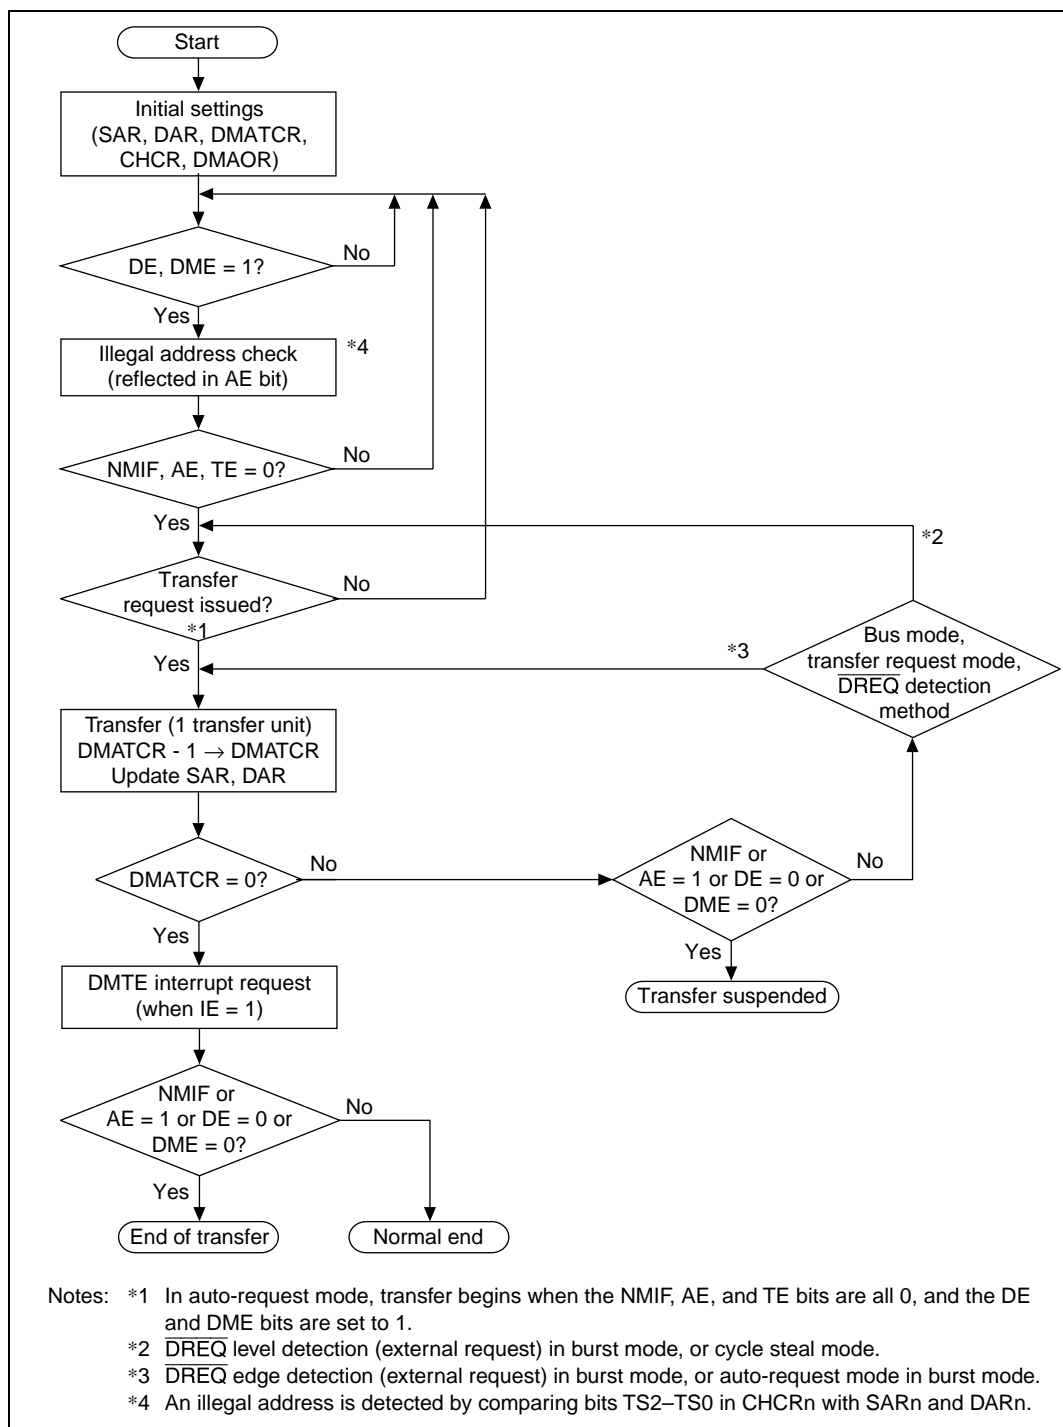 Start
Initial settings
(SAR, DAR, DMATCR,
CHCR, DMAOR)
DE, DME = 1?
No
Yes
Illegal address check
(reflected in AE bit)
*4
NMIF, AE, TE = 0?
No
Yes
*2
Transfer
request issued?
*1
No
Yes
*3
Bus mode,
transfer request mode,
DREQ detection
method
Transfer (1 transfer unit)
DMATCR - 1 → DMATCR
Update SAR, DAR
DMATCR = 0?
No
NMIF or
AE = 1 or DE = 0 or
DME = 0?
No
Yes
Yes
Transfer suspended
DMTE interrupt request
(when IE = 1)
NMIF or
AE = 1 or DE = 0 or
DME = 0?
No
Yes
End of transfer
Normal end
Notes: *1 In auto-request mode, transfer begins when the NMIF, AE, and TE bits are all 0, and the DE
and DME bits are set to 1.
*2 DREQ level detection (external request) in burst mode, or cycle steal mode.
*3 DREQ edge detection (external request) in burst mode, or auto-request mode in burst mode.
*4 An illegal address is detected by comparing bits TS2–TS0 in CHCRn with SARn and DARn.